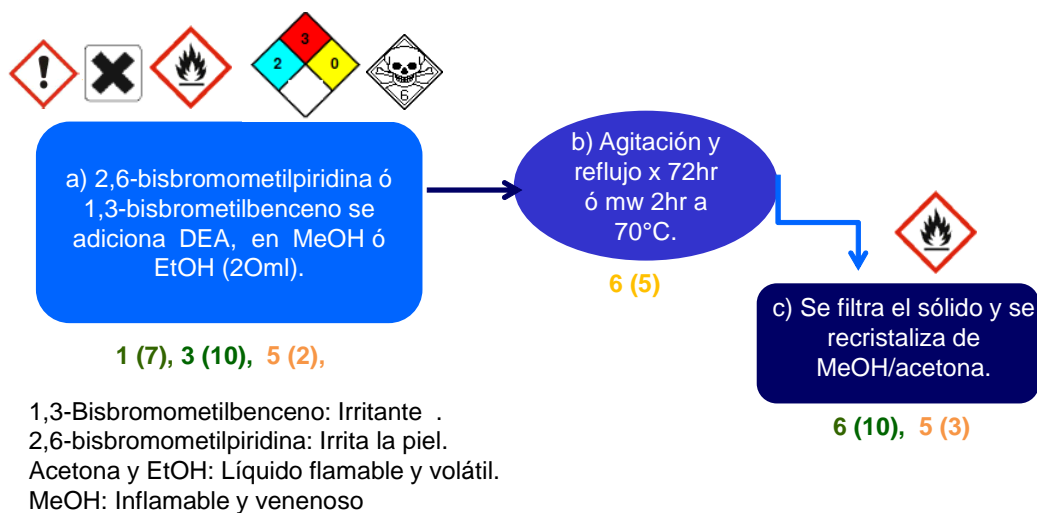 3
2
0
6
a) 2,6-bisbromometilpiridina ó
1,3-bisbrometilbenceno se
adiciona DEA, en MeOH ó
EtOH (2Oml).
b) Agitación y
reflujo x 72hr
ó mw 2hr a
70°C.
6 (5)
c) Se filtra el sólido y se
recristaliza de
MeOH/acetona.
1 (7), 3 (10), 5 (2),
6 (10), 5 (3)
1,3-Bisbromometilbenceno: Irritante .
2,6-bisbromometilpiridina: Irrita la piel.
Acetona y EtOH: Líquido flamable y volátil.
MeOH: Inflamable y venenoso